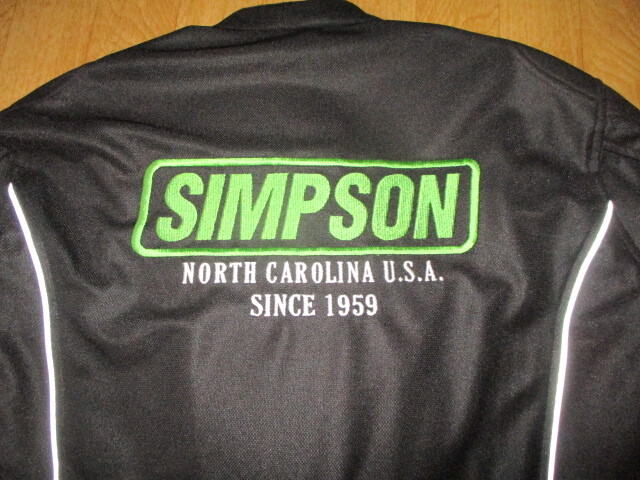 SIMPSON
NORTH CAROLINA U.S.A.
SINCE 1959